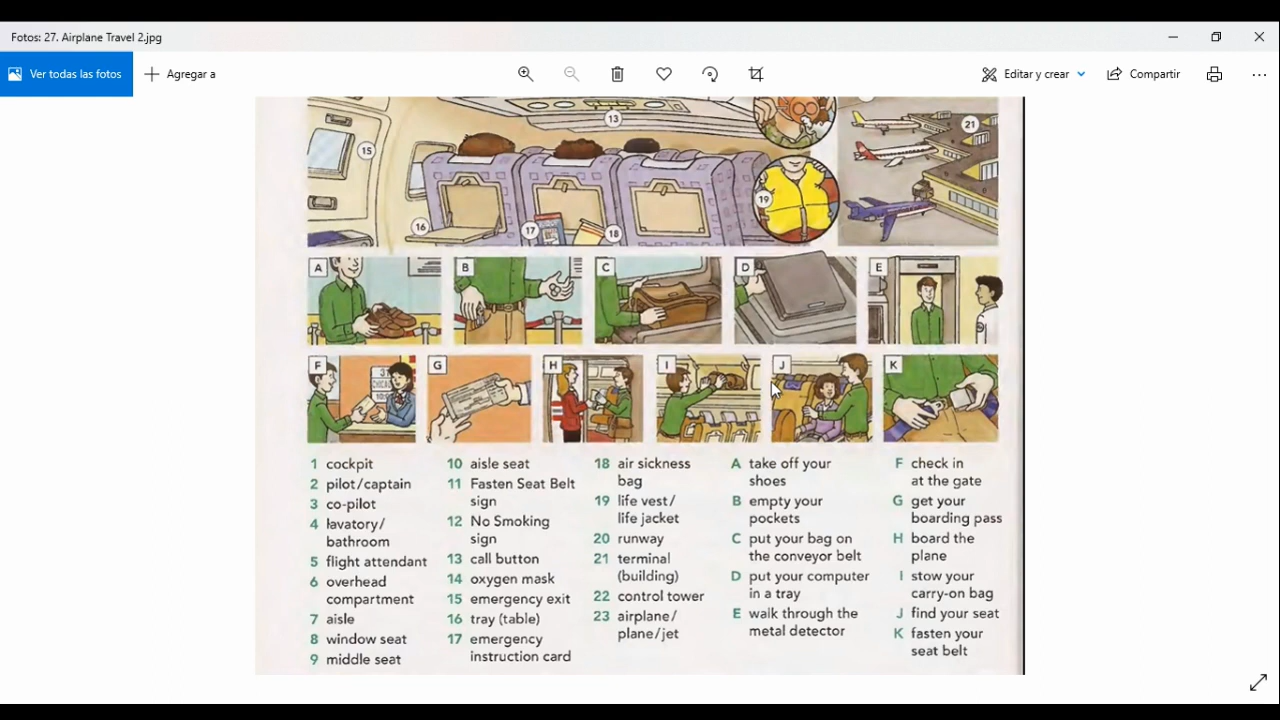 Fotos: 27. Airplane Travel 2.jpg
Ver todas las fotos
Agregar a
Editar y crear
Compartir
13
21
15
19
16
17
18
A
B
C
D
E
F
G
H
I
J
K
1 cockpit
2 pilot/captain
3 co-pilot
4 lavatory/
bathroom
5 flight attendant
6 overhead
compartment
7 aisle
8 window seat
9 middle seat
10 aisle seat
11 Fasten Seat Belt
sign
12 No Smoking
sign
13 call button
14 oxygen mask
15 emergency exit
16 tray (table)
17 emergency
instruction card
18 air sickness
bag
19 life vest/
life jacket
20 runway
21 terminal
(building)
22 control tower
23 airplane/
plane/jet
A take off your
shoes
B empty your
pockets
C put your bag on
the conveyor belt
D put your computer
in a tray
E walk through the
metal detector
F check in
at the gate
G get your
boarding pass
H board the
plane
I stow your
carry-on bag
J find your seat
K fasten your
seat belt